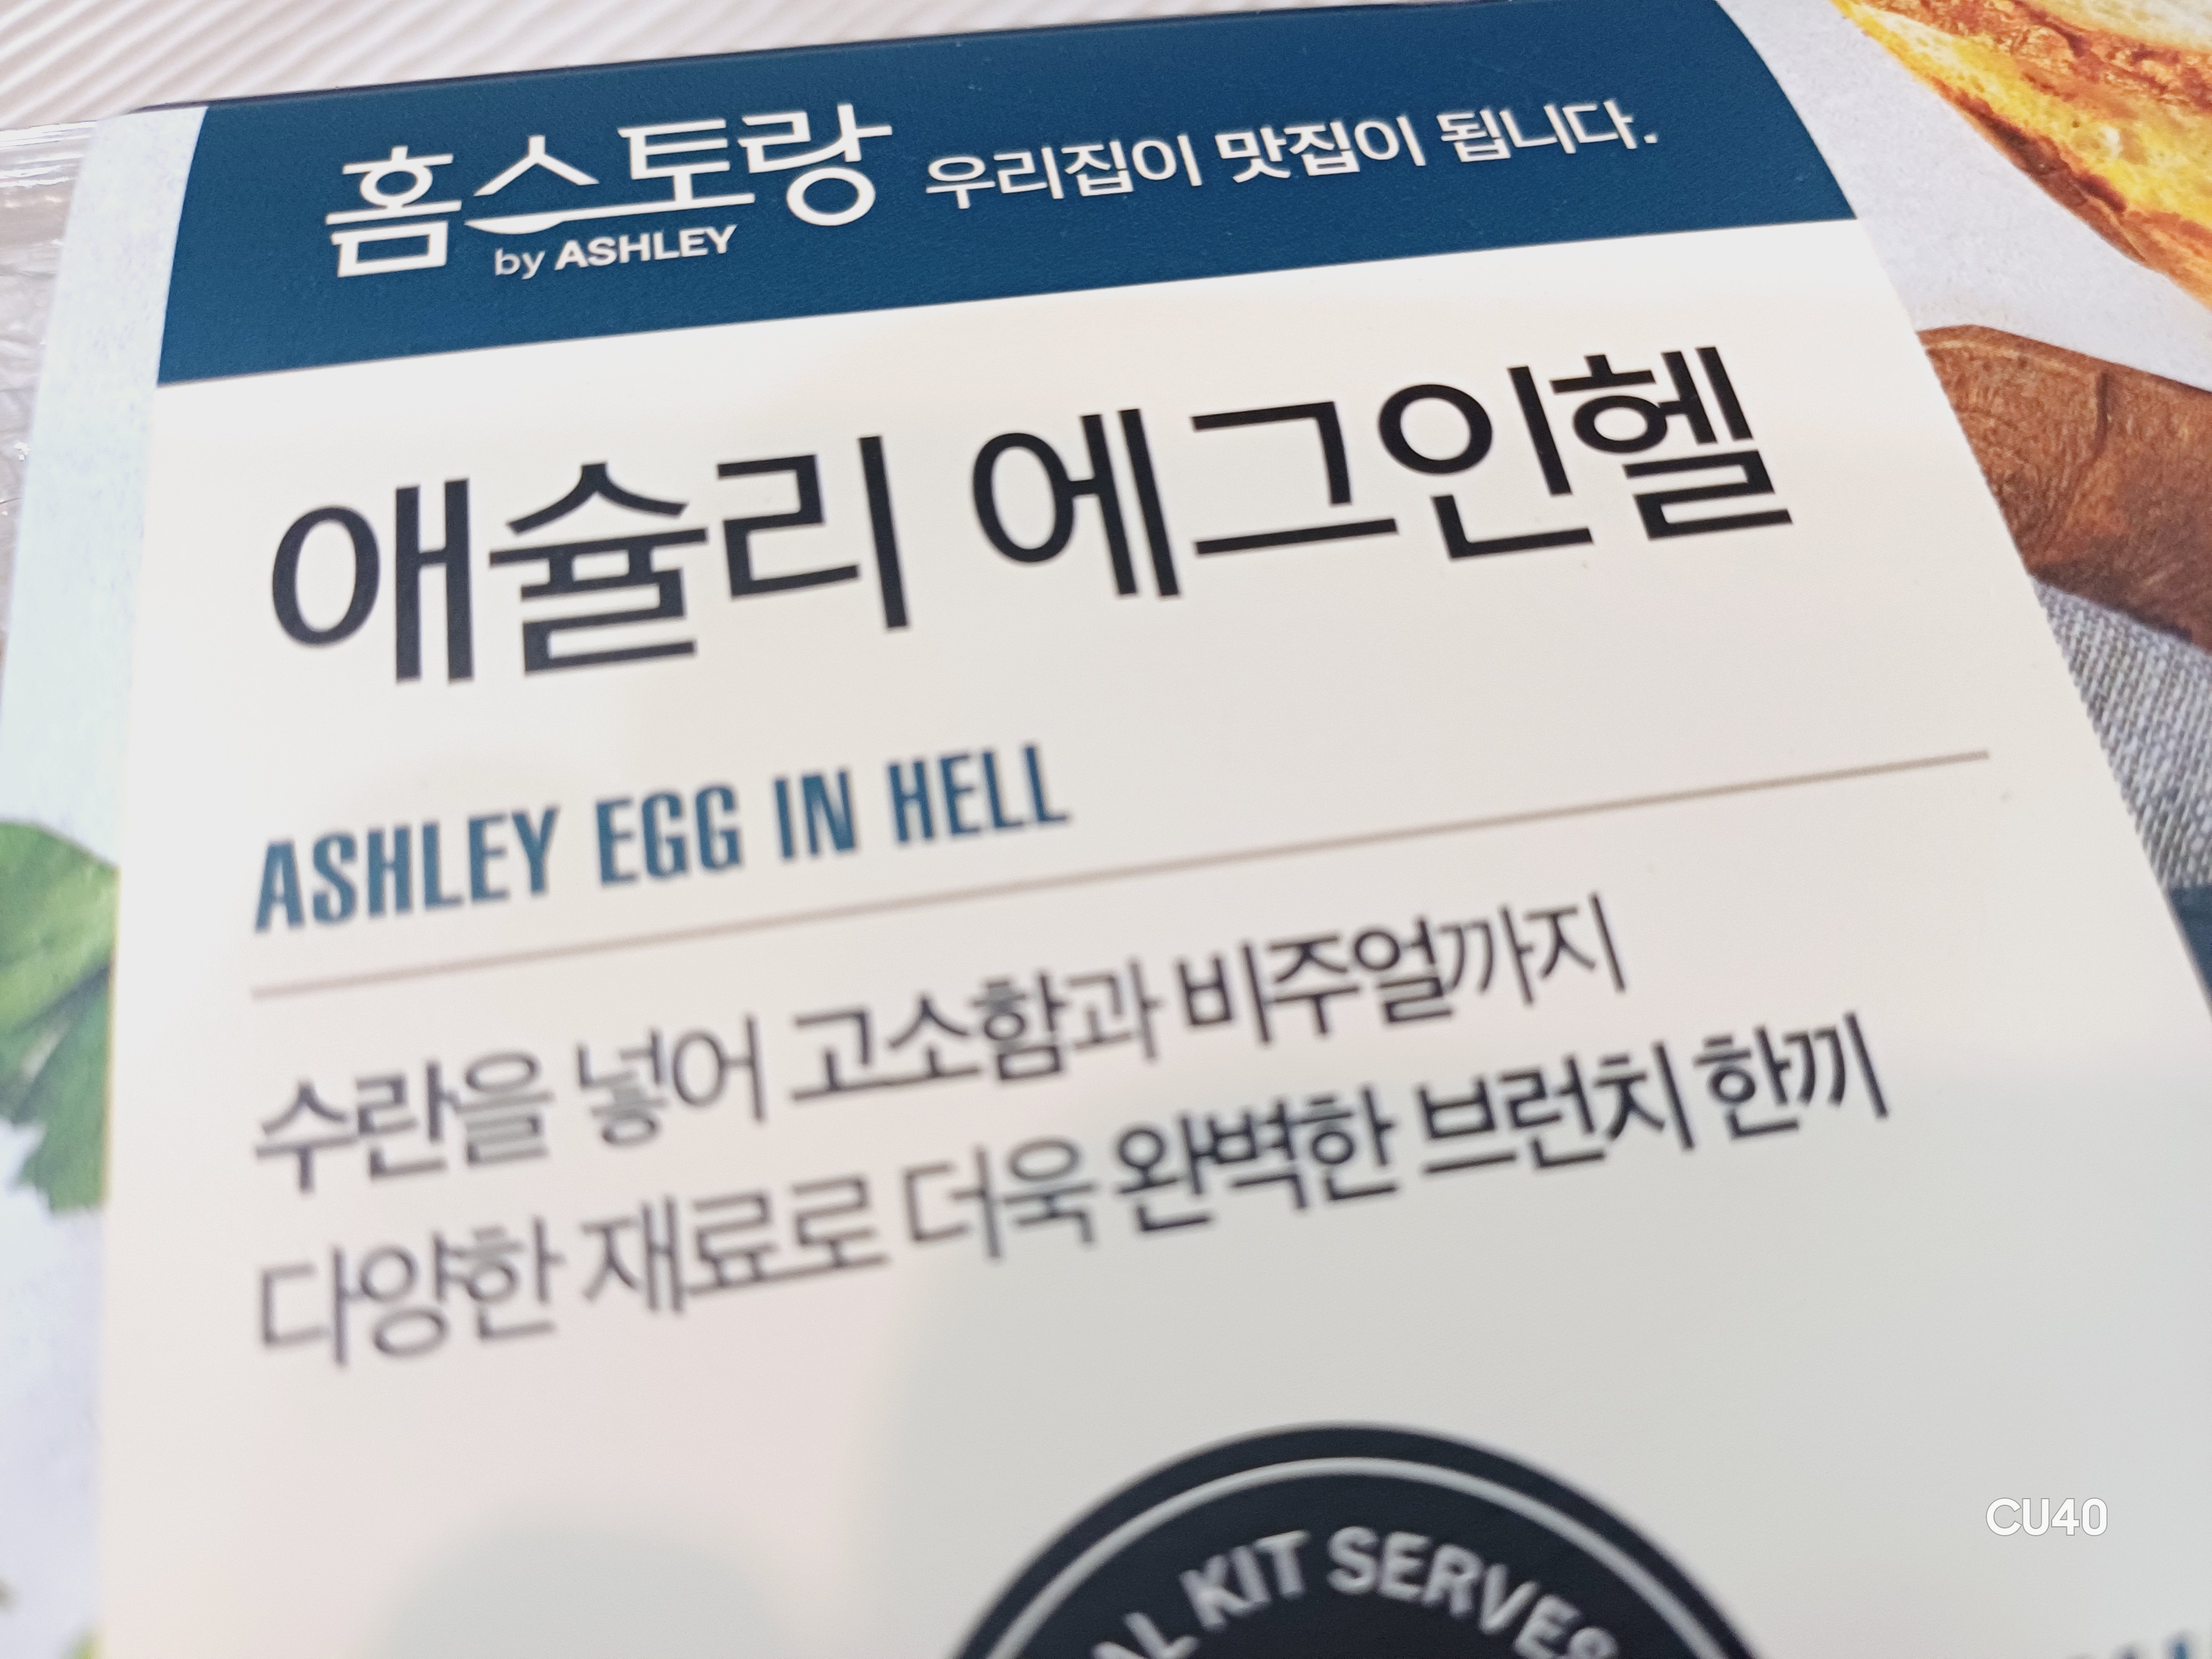 홈스토랑 우리집이 맛집이 됩니다.
by ASHLEY
애슐리 에그인헬
ASHLEY EGG IN HELL
수란을 넣어 고소함과 비주얼까지
다양한 재료로 더욱 완벽한 브런치 한끼
KIT SERVES
CU40